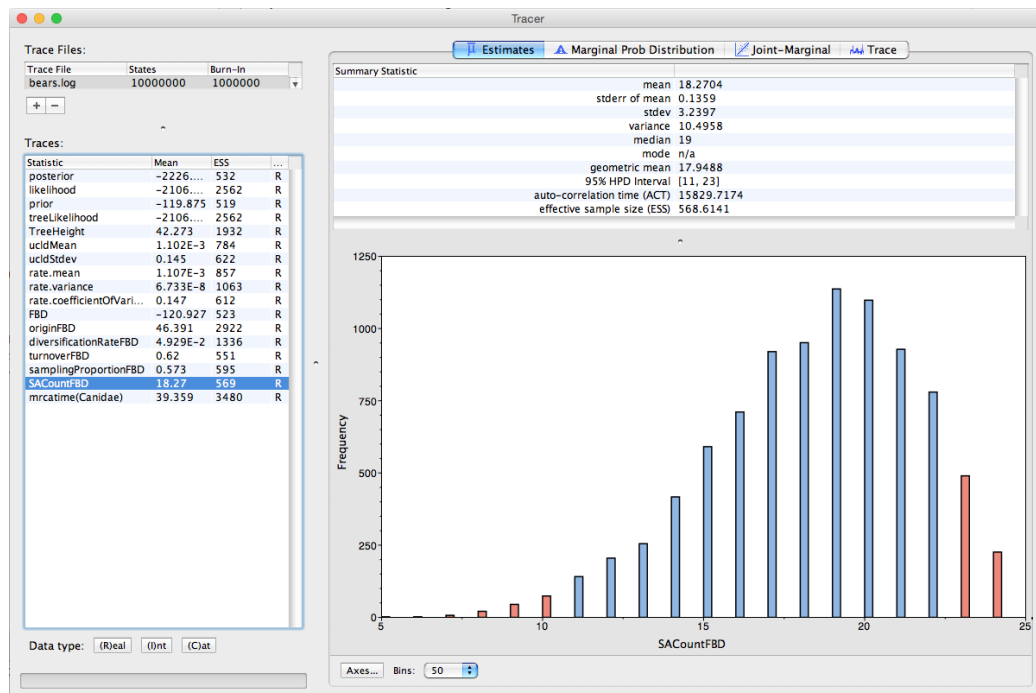 Tracer
Trace Files:
Trace File States Burn-In
bears.log 10000000 1000000
+ −
Traces:
Statistic Mean ESS ...
posterior -2226.... 532 R
likelihood -2106.... 2562 R
prior -119.875 519 R
treeLikelihood -2106.... 2562 R
TreeHeight 42.273 1932 R
ucldMean 1.102E-3 784 R
ucldStdev 0.145 622 R
rate.mean 1.107E-3 857 R
rate.variance 6.733E-8 1063 R
rate.coefficientOfVari... 0.147 612 R
FBD -120.927 523 R
originFBD 46.391 2922 R
diversificationRateFBD 4.929E-2 1336 R
turnoverFBD 0.62 551 R
samplingProportionFBD 0.573 595 R
SACountFBD 18.27 569 R
mrcatime(Canidae) 39.359 3480 R
Data type: (R)eal (I)nt (C)at
Estimates Marginal Prob Distribution Joint-Marginal Trace
Summary Statistic
mean 18.2704
stderr of mean 0.1359
stdev 3.2397
variance 10.4958
median 19
mode n/a
geometric mean 17.9488
95% HPD Interval [11, 23]
auto-correlation time (ACT) 15829.7174
effective sample size (ESS) 568.6141
1250
1000
750
500
250
0
Frequency
5 10 15 20 25
SACountFBD
Axes... Bins: 50